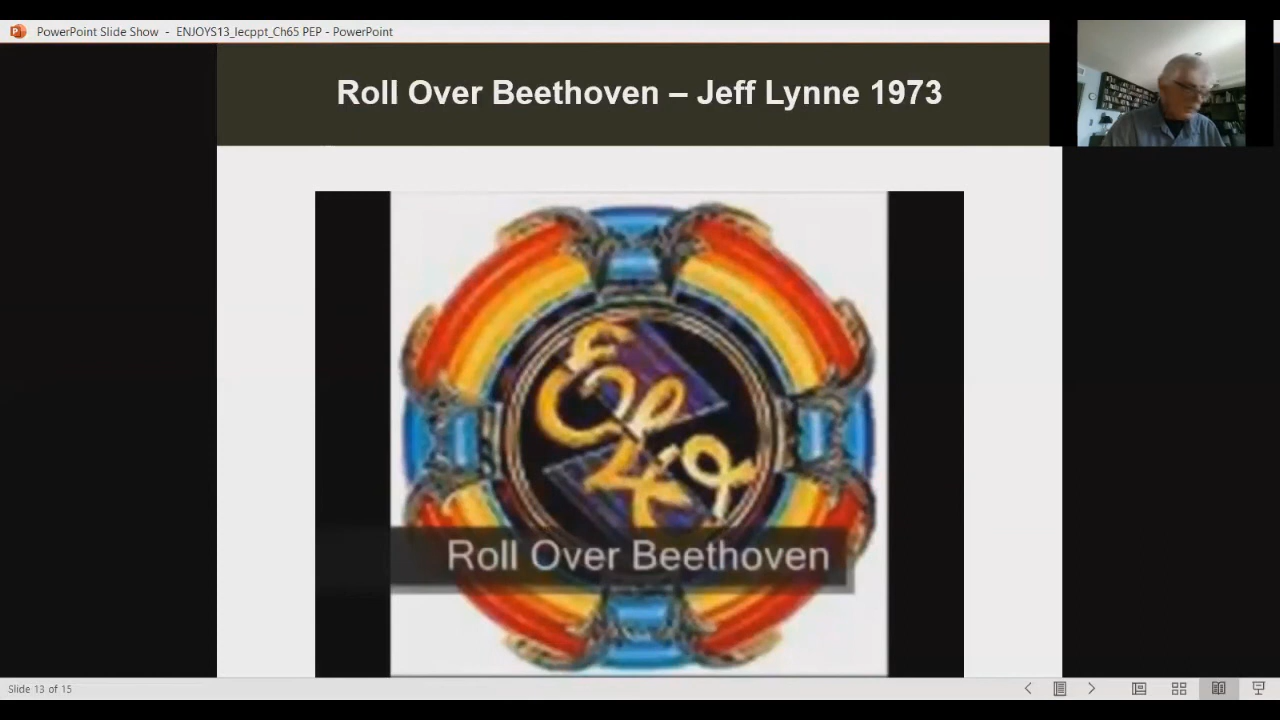 PowerPoint Slide Show - ENJOYS13_lecppt_Ch65 PEP - PowerPoint
Roll Over Beethoven – Jeff Lynne 1973
Roll Over Beethoven
Slide 13 of 15